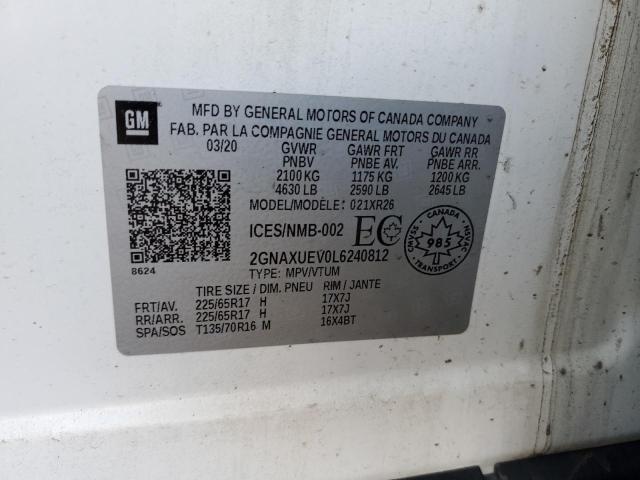 GM
MFD BY GENERAL MOTORS OF CANADA COMPANY
FAB. PAR LA COMPAGNIE GENERAL MOTORS DU CANADA
03/20 GVWR GAWR FRT GAWR RR
PNBV PNBE AV. PNBE ARR.
2100 KG 1175 KG 1200 KG
4630 LB 2590 LB 2645 LB
MODEL/MODÈLE: 021XR26
ICES/NMB-002 EC
CANADA
CMVSS 985 NSVAC
TRANSPORT
2GNAXUEV0L6240812
8624
TYPE: MPV/VTUM
TIRE SIZE / DIM. PNEU RIM / JANTE
FRT/AV. 225/65R17 H 17X7J
RR/ARR. 225/65R17 H 17X7J
SPA/SOS T135/70R16 M 16X4BT